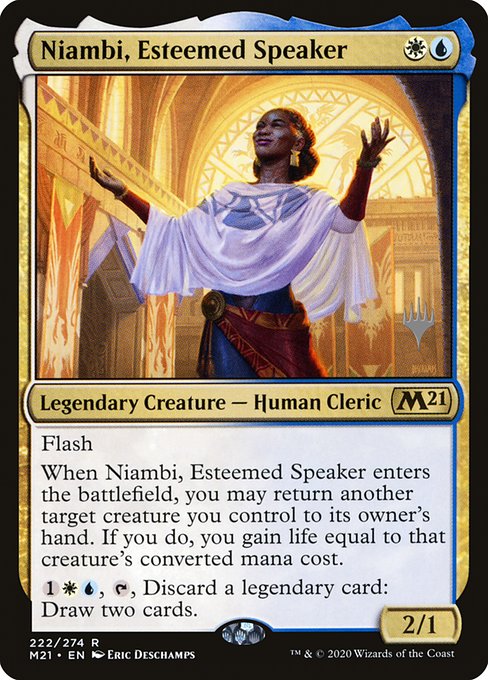 Niambi, Esteemed Speaker
Legendary Creature — Human Cleric
M21
Flash
When Niambi, Esteemed Speaker enters
the battlefield, you may return another
target creature you control to its owner's
hand. If you do, you gain life equal to that
creature's converted mana cost.
1, , Discard a legendary card:
Draw two cards.
2/1
222/274 R
M21 • EN Eric Deschamps
™ & © 2020 Wizards of the Coast